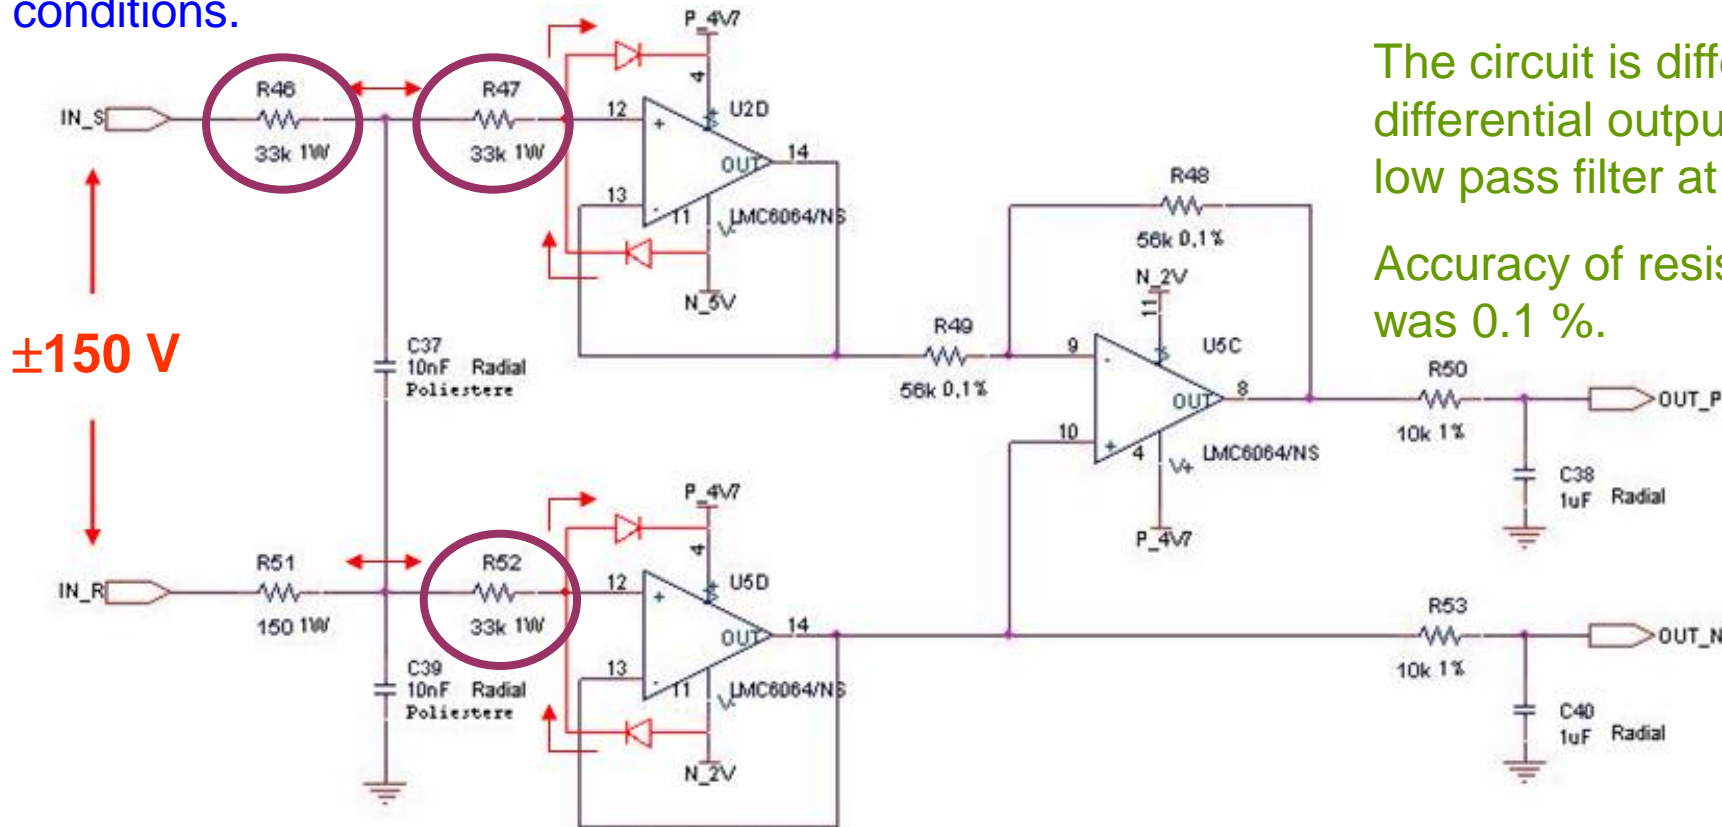 conditions.
The circuit is diffe
differential outpu
low pass filter at
Accuracy of resis
was 0.1 %.
±150 V
IN_S
R46
33k 1W
R47
33k 1W
P_4V7
4
12
+
U2D
V+
OUT
14
13
-
11
V-
LMC6064/NS
N_5V
C37
10nF Radial
Poliestere
R48
56k 0,1%
R49
56k 0,1%
N_2V
11
9
-
U5C
OUT
8
10
+
4
V+
LMC6064/NS
P_4V7
R50
10k 1%
OUT_P
C38
1uF Radial
IN_R
R51
150 1W
R52
33k 1W
P_4V7
4
12
+
U5D
OUT
14
13
-
11
V-
LMC6064/NS
N_2V
C39
10nF Radial
Poliestere
R53
10k 1%
OUT_N
C40
1uF Radial